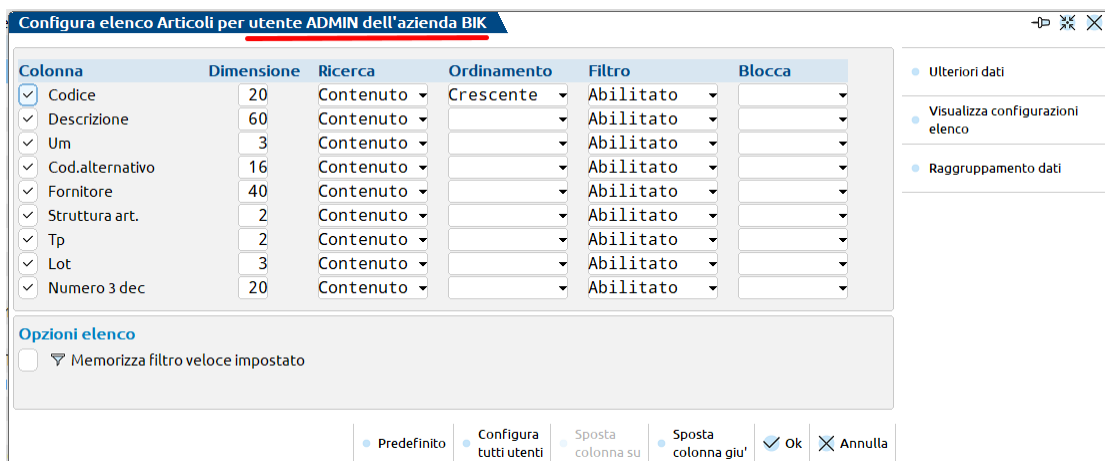 Configura elenco Articoli per utente ADMIN dell'azienda BIK
Colonna Dimensione Ricerca Ordinamento Filtro Blocca
Codice 20 Contenuto Crescente Abilitato
Descrizione 60 Contenuto Abilitato
Um 3 Contenuto Abilitato
Cod.alternativo 16 Contenuto Abilitato
Fornitore 40 Contenuto Abilitato
Struttura art. 2 Contenuto Abilitato
Tp 2 Contenuto Abilitato
Lot 3 Contenuto Abilitato
Numero 3 dec 20 Contenuto Abilitato
Opzioni elenco
Memorizza filtro veloce impostato
Ulteriori dati
Visualizza configurazioni
elenco
Raggruppamento dati
Predefinito
Configura
tutti utenti
Sposta
colonna su
Sposta
colonna giu'
Ok
Annulla